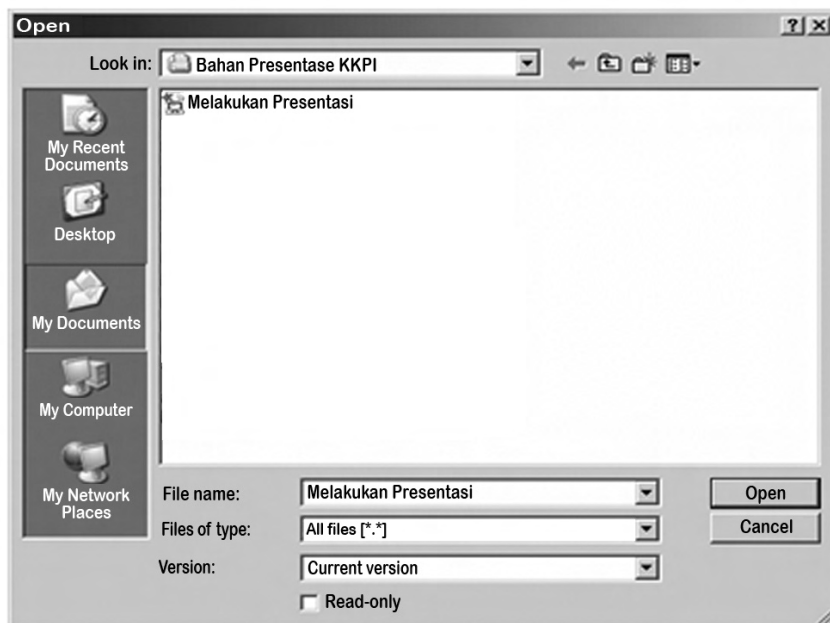 Open
Look in: Bahan Presentase KKPI
Melakukan Presentasi
My Recent
Documents
Desktop
My Documents
My Computer
My Network
Places
File name: Melakukan Presentasi Open
Files of type: All files [*.*] Cancel
Version: Current version
Read-only